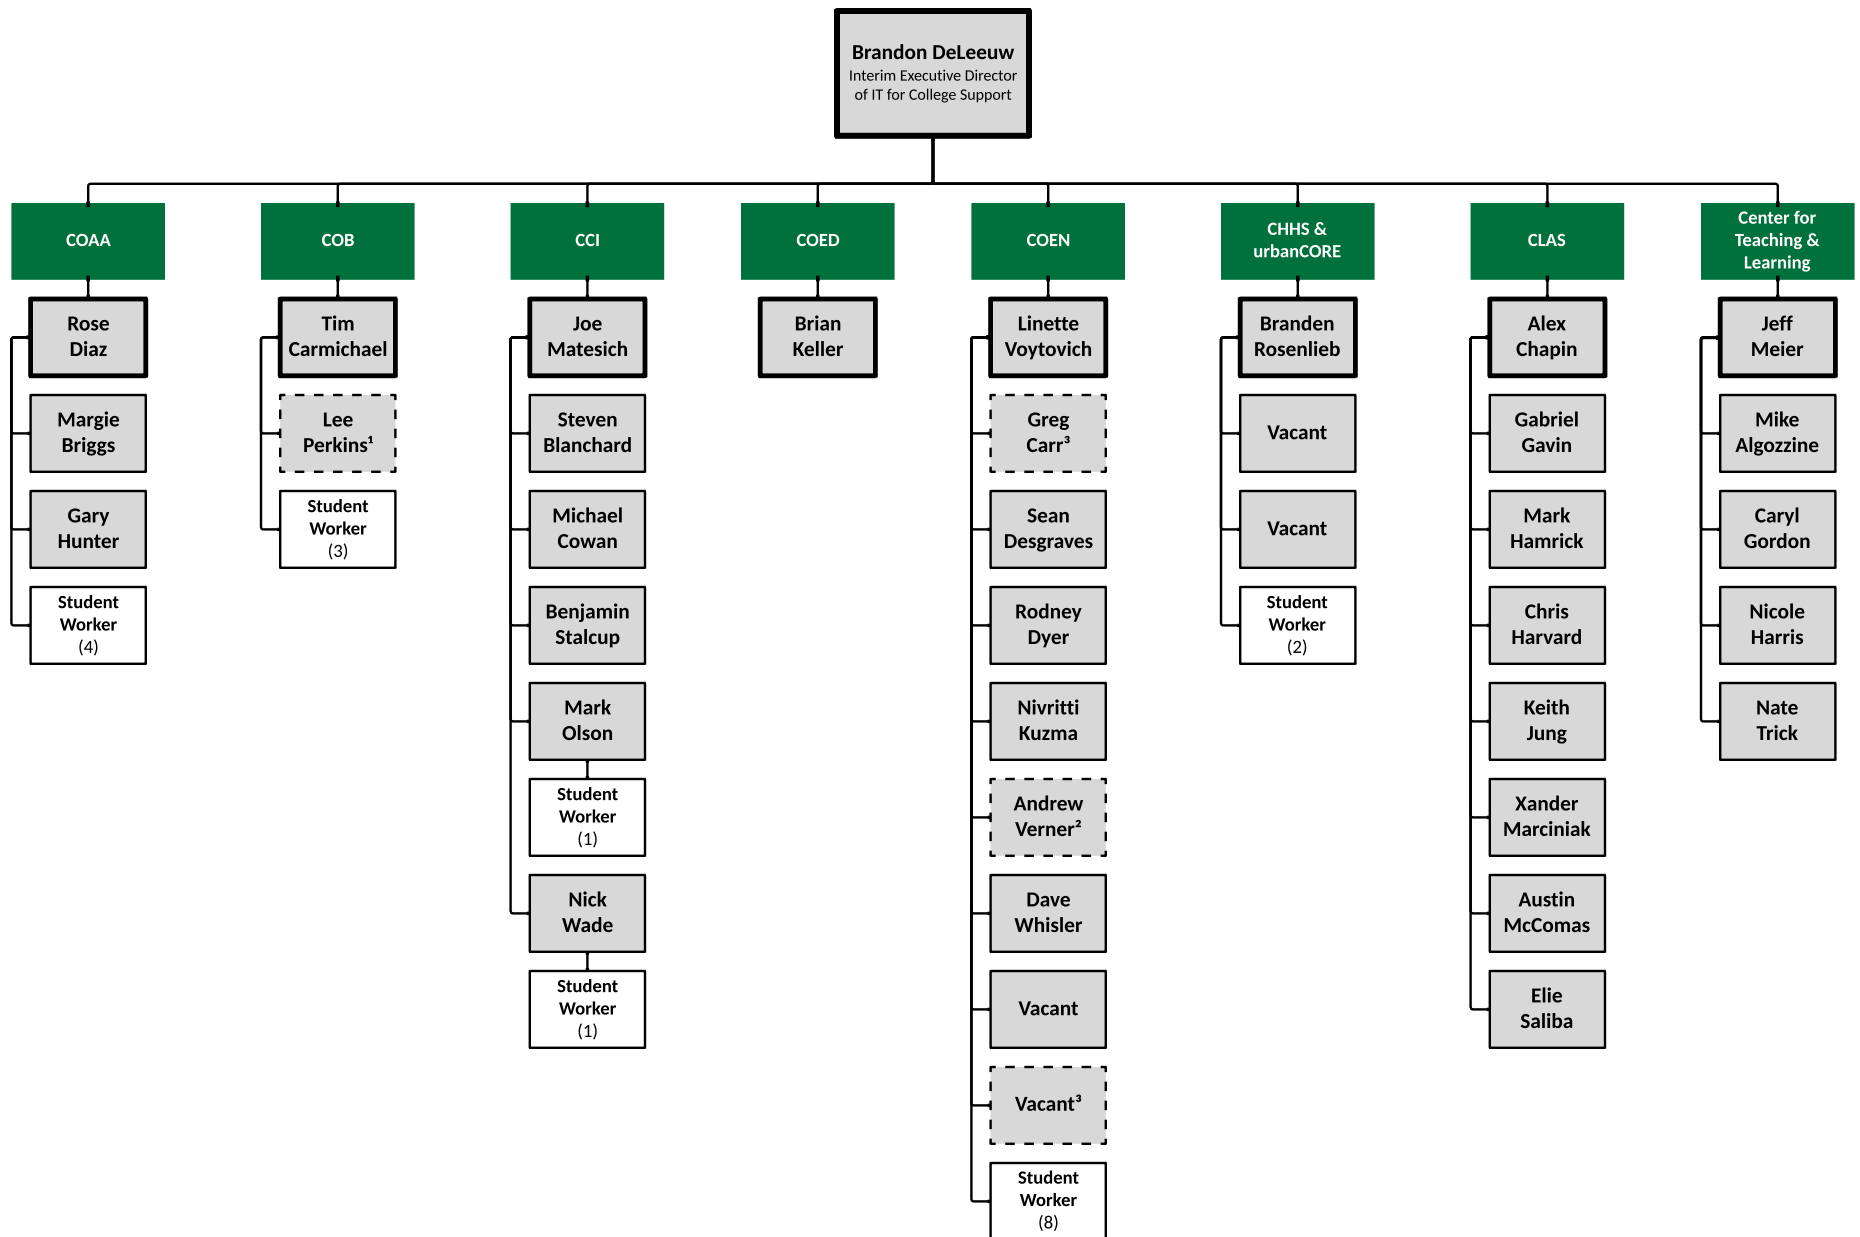 Brandon DeLeeuw
Interim Executive Director
of IT for College Support
COAA
Rose
Diaz
Margie
Briggs
Gary
Hunter
Student
Worker
(4)
COB
Tim
Carmichael
Lee
Perkins¹
Student
Worker
(3)
CCI
Joe
Matesich
Steven
Blanchard
Michael
Cowan
Benjamin
Stalcup
Mark
Olson
Student
Worker
(1)
Nick
Wade
Student
Worker
(1)
COED
Brian
Keller
COEN
Linette
Voytovich
Greg
Carr³
Sean
Desgraves
Rodney
Dyer
Nivritti
Kuzma
Andrew
Verner²
Dave
Whisler
Vacant
Vacant³
Student
Worker
(8)
CHHS &
urbanCORE
Branden
Rosenlieb
Vacant
Vacant
Student
Worker
(2)
CLAS
Alex
Chapin
Gabriel
Gavin
Mark
Hamrick
Chris
Harvard
Keith
Jung
Xander
Marciniak
Austin
McComas
Elie
Saliba
Center for
Teaching &
Learning
Jeff
Meier
Mike
Algozzine
Caryl
Gordon
Nicole
Harris
Nate
Trick